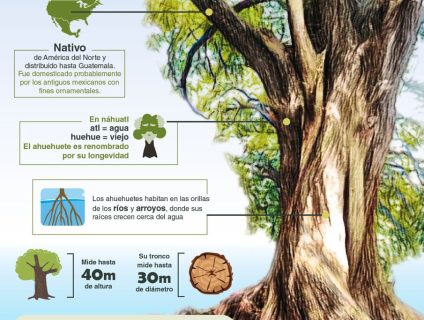 Nativo
de América del Norte y
distribuido hasta Guatemala.
Fue domesticado probablemente
por los antiguos mexicanos con
fines ornamentales.
En náhuatl
atl = agua
huehue = viejo
El ahuehuete es renombrado
por su longevidad
Los ahuehuetes habitan en las orillas
de los ríos y arroyos, donde sus
raíces crecen cerca del agua
Mide hasta
40m
de altura
Su tronco
mide hasta
30m
de diámetro